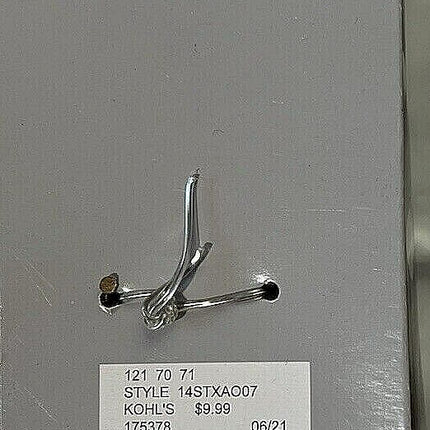 121 70 71
STYLE 14STXAO07
KOHL'S $9.99
175378 06/21